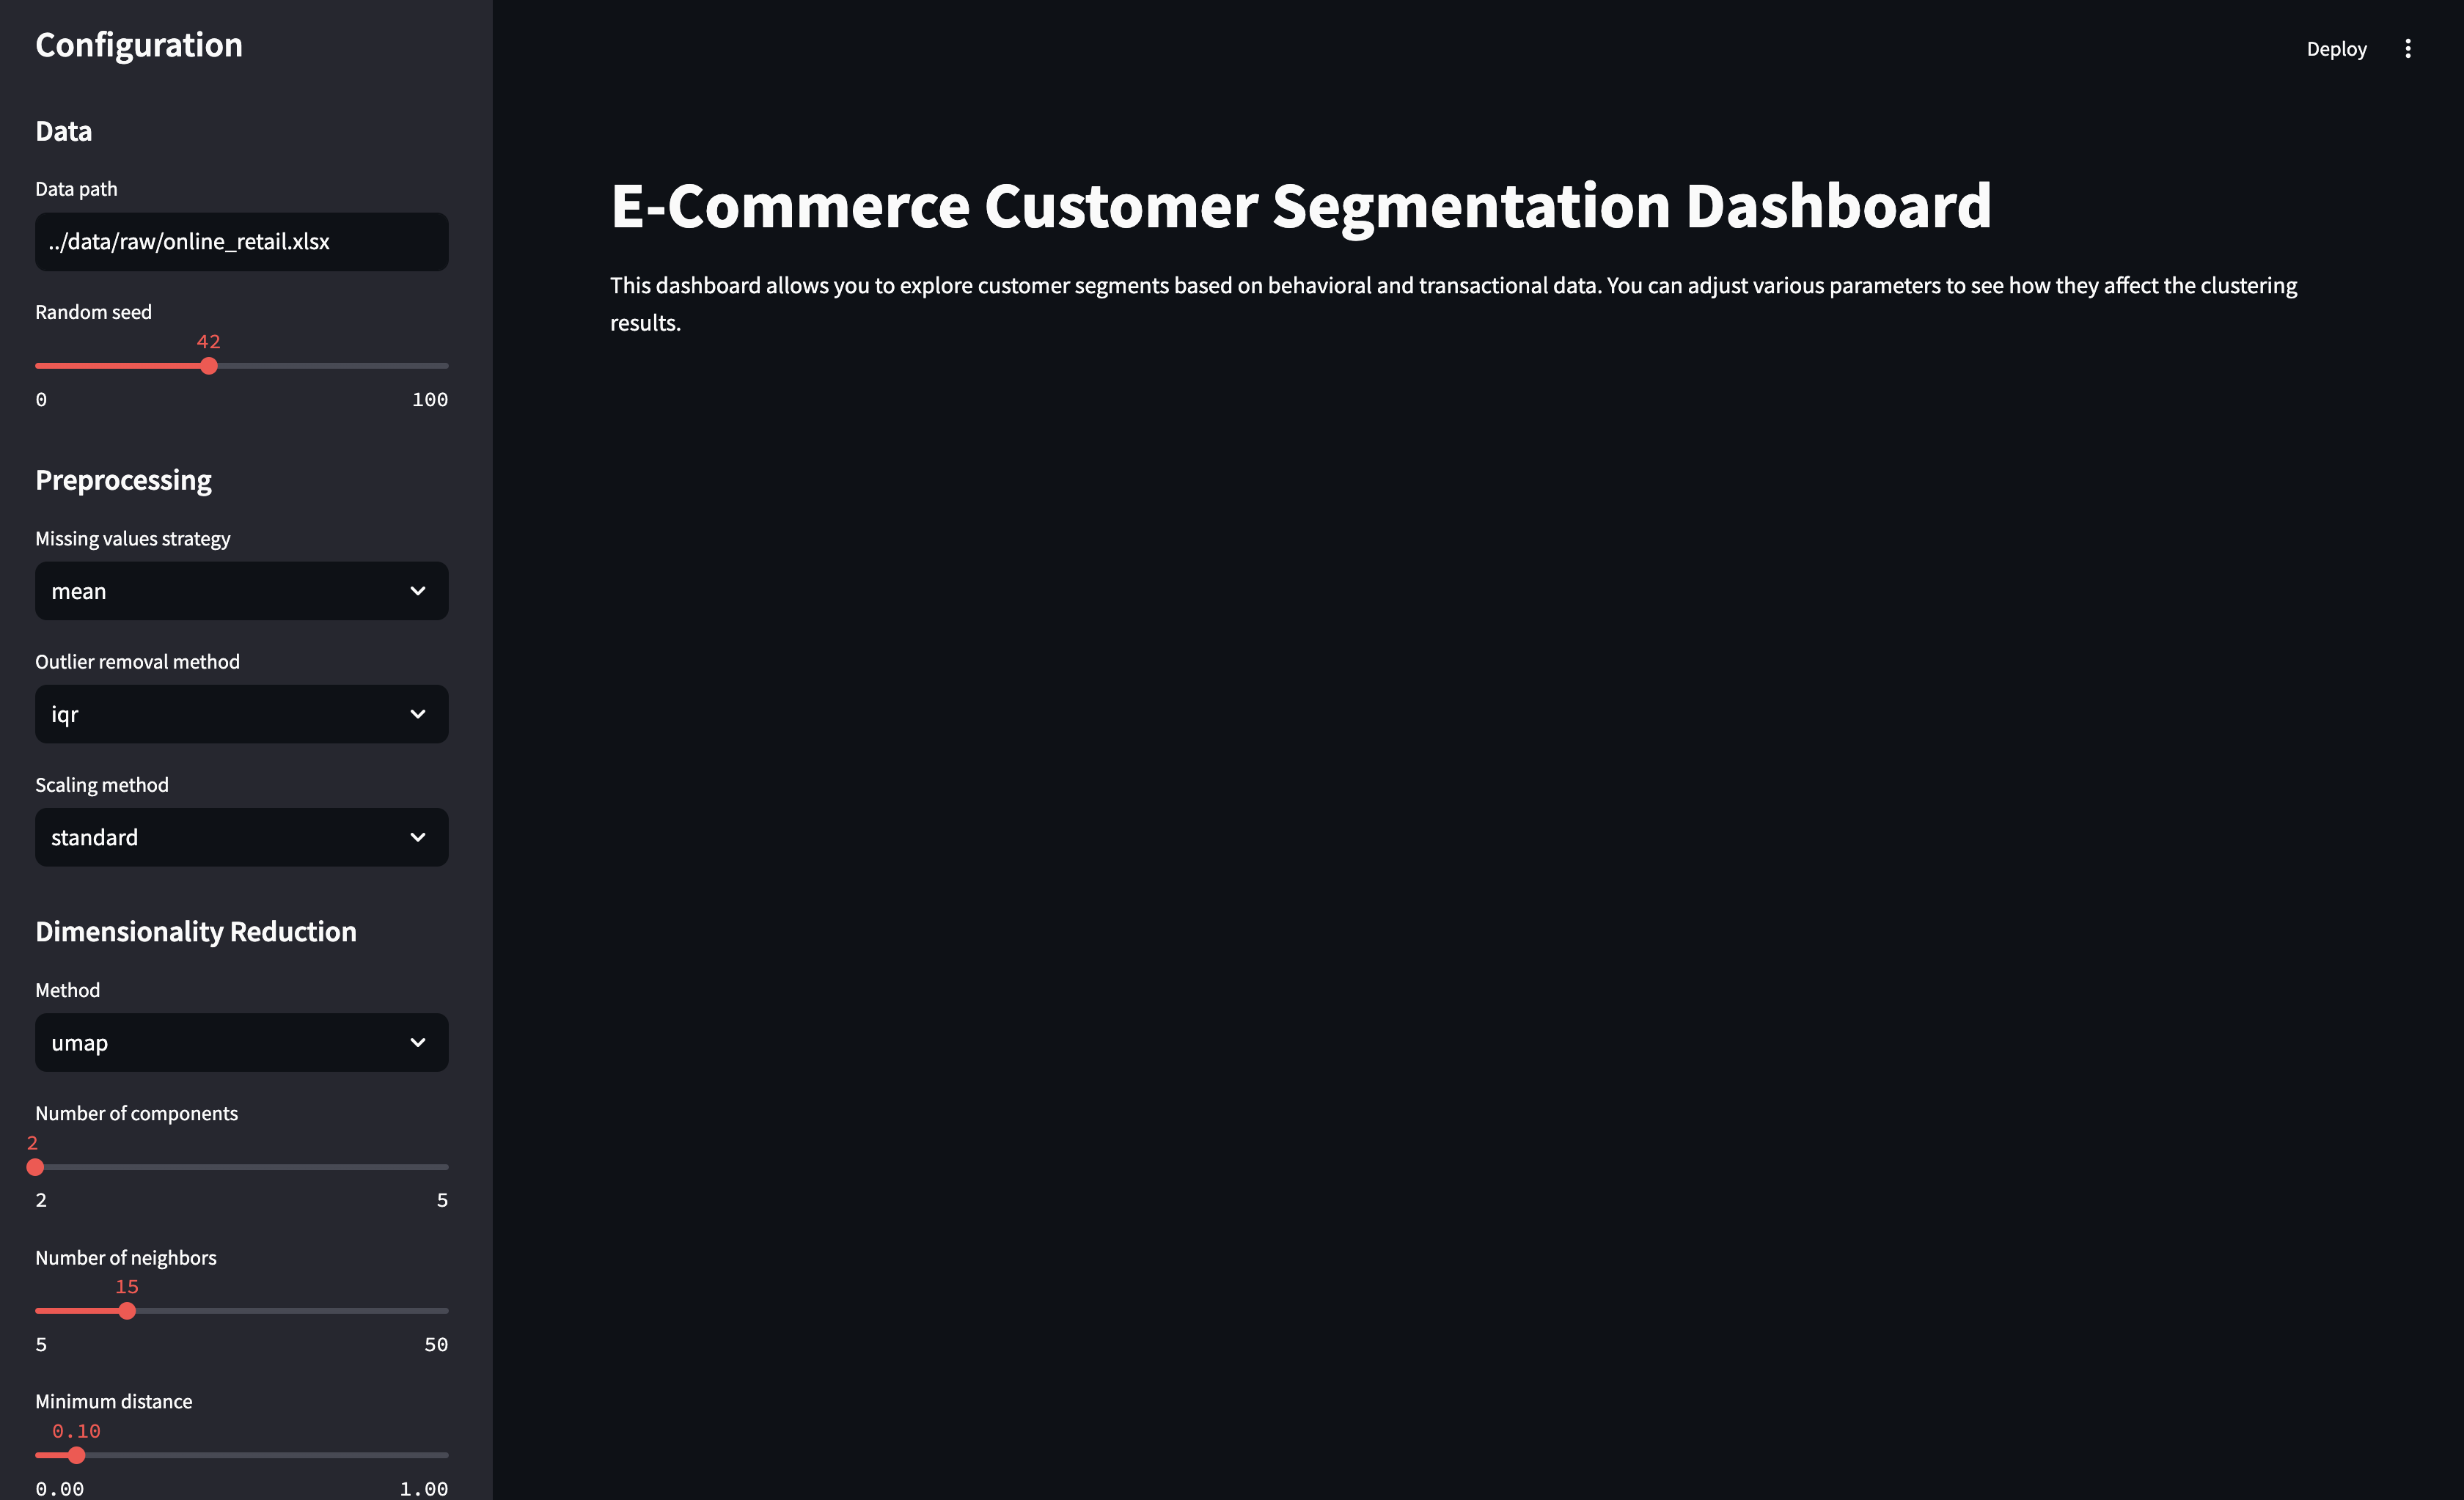 Configuration
Data
Data path
../data/raw/online_retail.xlsx
Random seed
42
0 100
Preprocessing
Missing values strategy
mean
Outlier removal method
iqr
Scaling method
standard
Dimensionality Reduction
Method
umap
Number of components
2
2 5
Number of neighbors
15
5 50
Minimum distance
0.10
0.00 1.00
Deploy
E-Commerce Customer Segmentation Dashboard
This dashboard allows you to explore customer segments based on behavioral and transactional data. You can adjust various parameters to see how they affect the clustering
results.